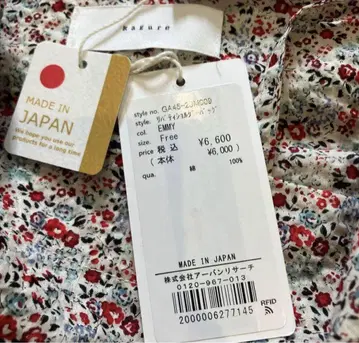 kagure
MADE IN
JAPAN
We hope you use our
products for a long time
style no. GA45-
style
col. EMMY
size. Free
price 税 込 ¥6,600
(本体 ¥6,000)
qua. 綿 100%
MADE IN JAPAN
株式会社アーバンリサーチ
0120-967-013
2000006277145
RFID